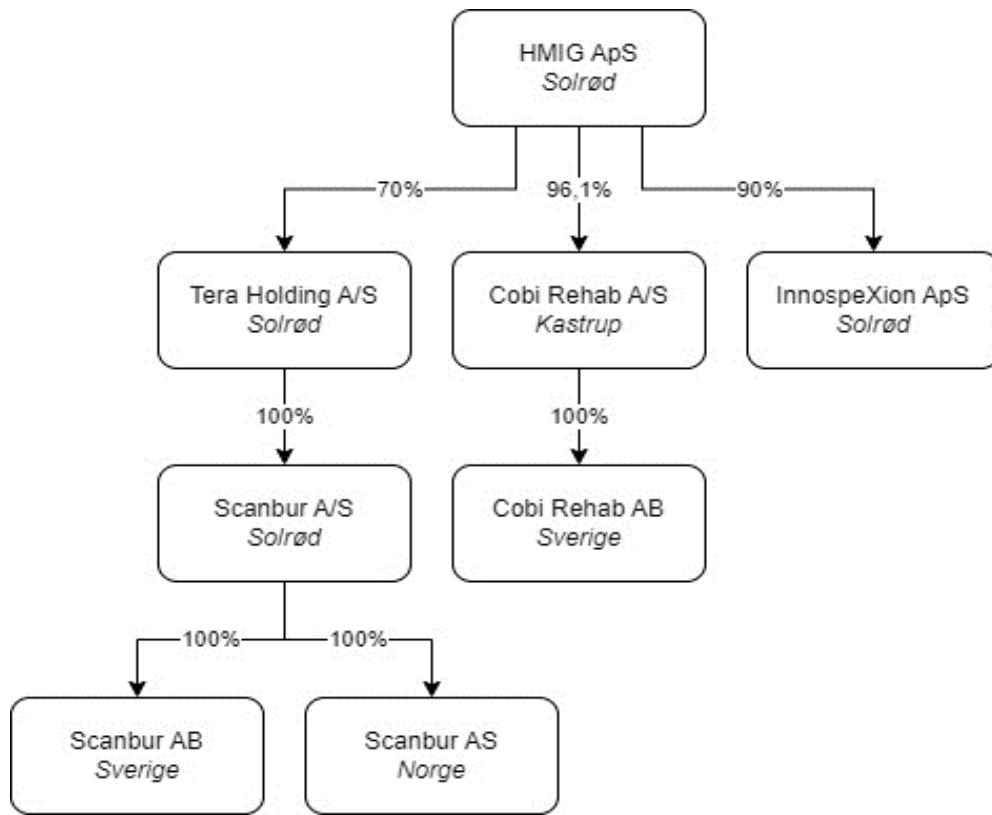 HMIG ApS
Solrød
70%
96,1%
90%
Tera Holding A/S
Solrød
Cobi Rehab A/S
Kastrup
InnospeXion ApS
Solrød
100%
100%
Scanbur A/S
Solrød
Cobi Rehab AB
Sverige
100%
100%
Scanbur AB
Sverige
Scanbur AS
Norge